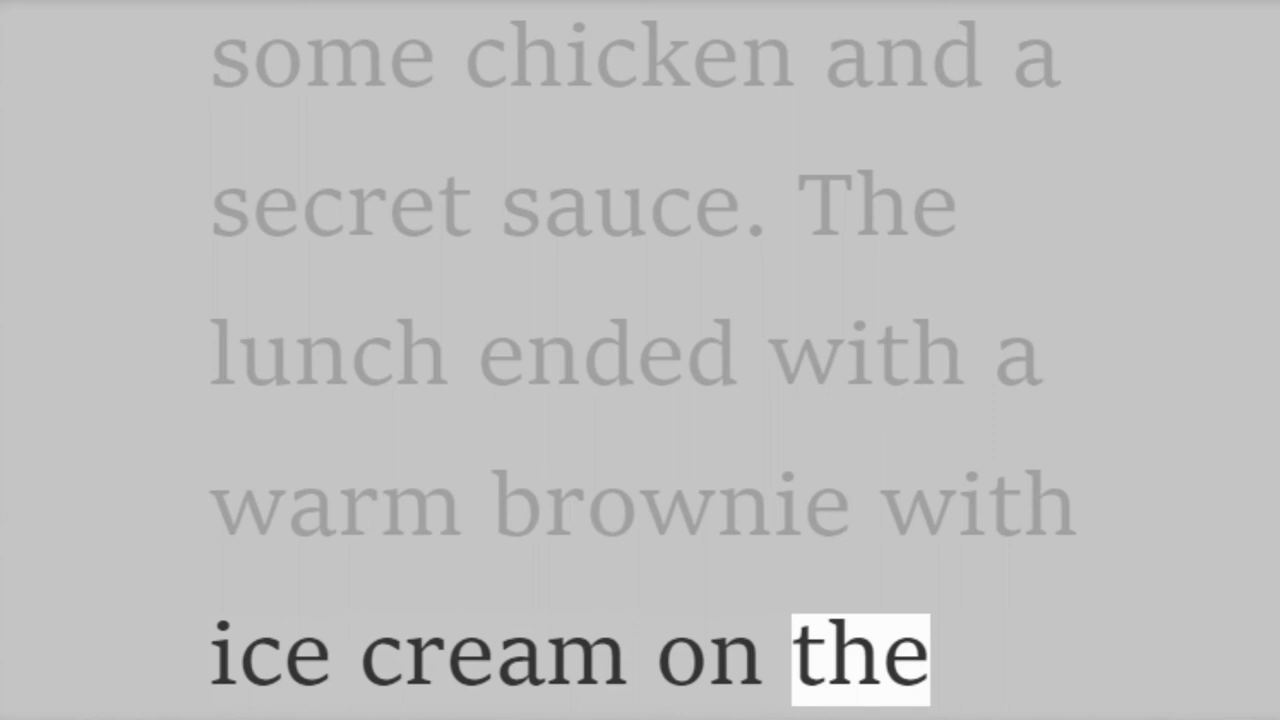 some chicken and a
secret sauce. The
lunch ended with a
warm brownie with
ice cream on the